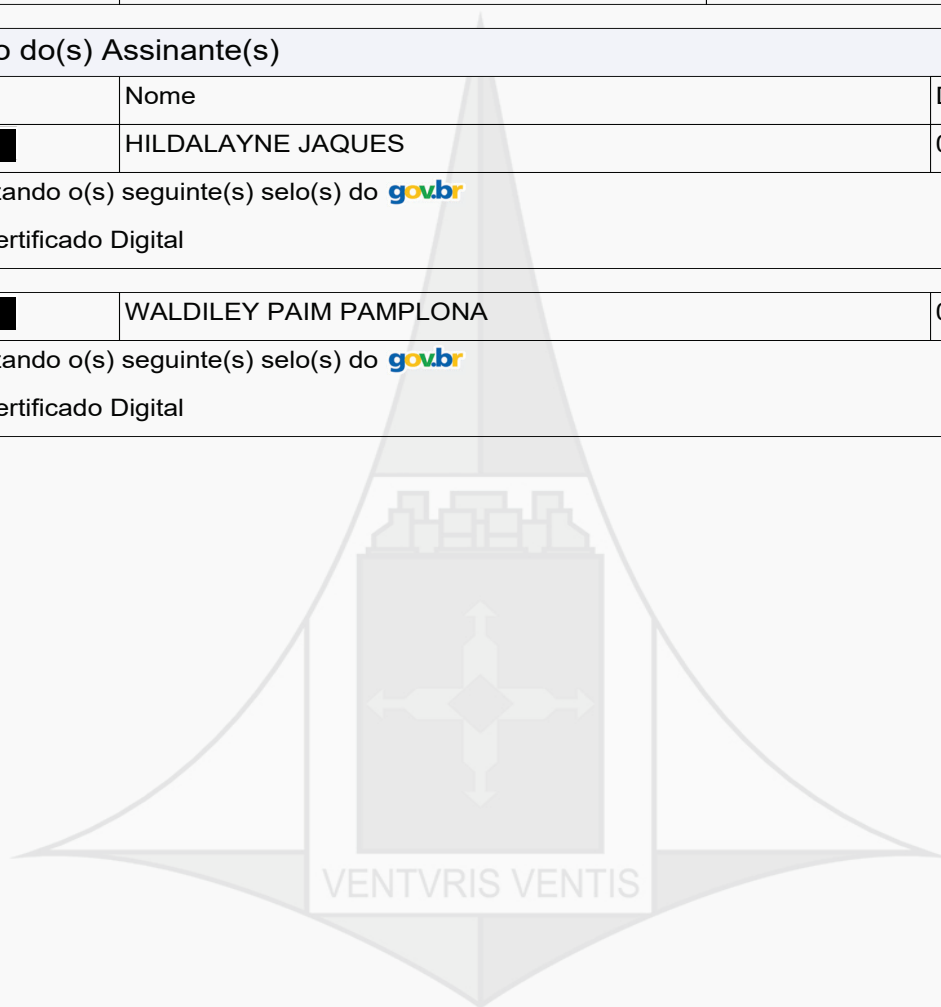 o do(s) Assinante(s)
Nome
HILDALAYNE JAQUES
tando o(s) seguinte(s) selo(s) do gov.br
ertificado Digital
WALDILEY PAIM PAMPLONA
tando o(s) seguinte(s) selo(s) do gov.br
ertificado Digital
VENTVRIS VENTIS